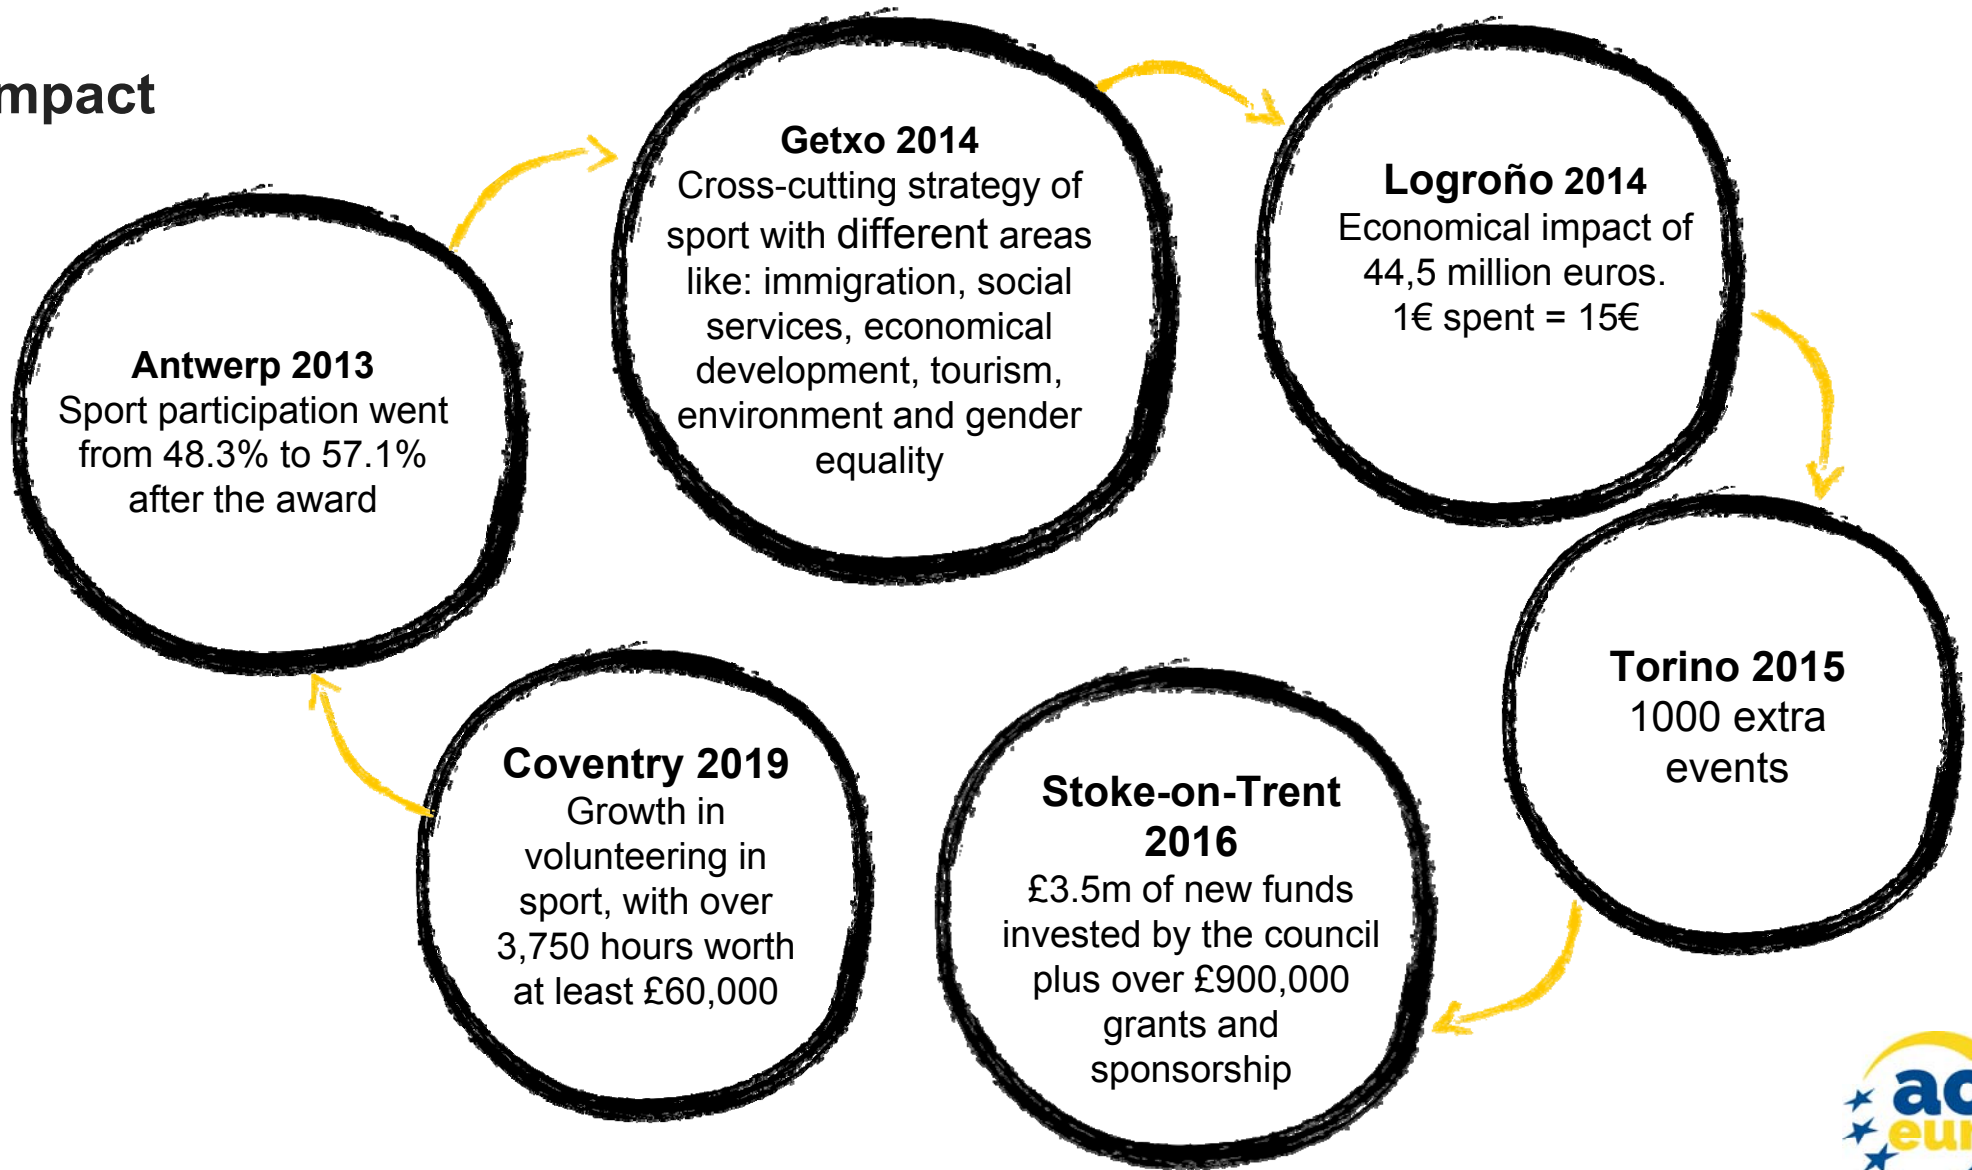 mpact
Antwerp 2013
Sport participation went
from 48.3% to 57.1%
after the award
Getxo 2014
Cross-cutting strategy of
sport with different areas
like: immigration, social
services, economical
development, tourism,
environment and gender
equality
Logroño 2014
Economical impact of
44,5 million euros.
1€ spent = 15€
Torino 2015
1000 extra
events
Stoke-on-Trent
2016
£3.5m of new funds
invested by the council
plus over £900,000
grants and
sponsorship
Coventry 2019
Growth in
volunteering in
sport, with over
3,750 hours worth
at least £60,000